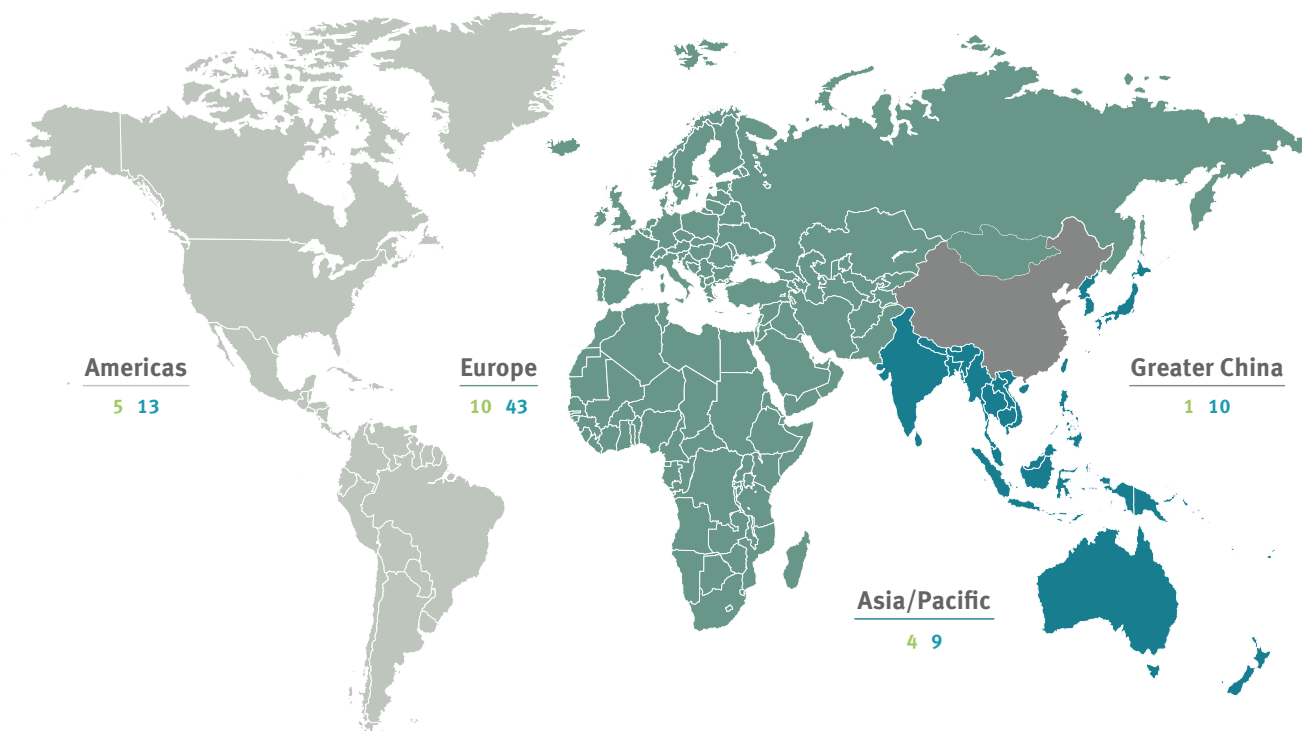 Americas
5 13
Europe
10 43
Greater China
1 10
Asia/Pacific
4 9